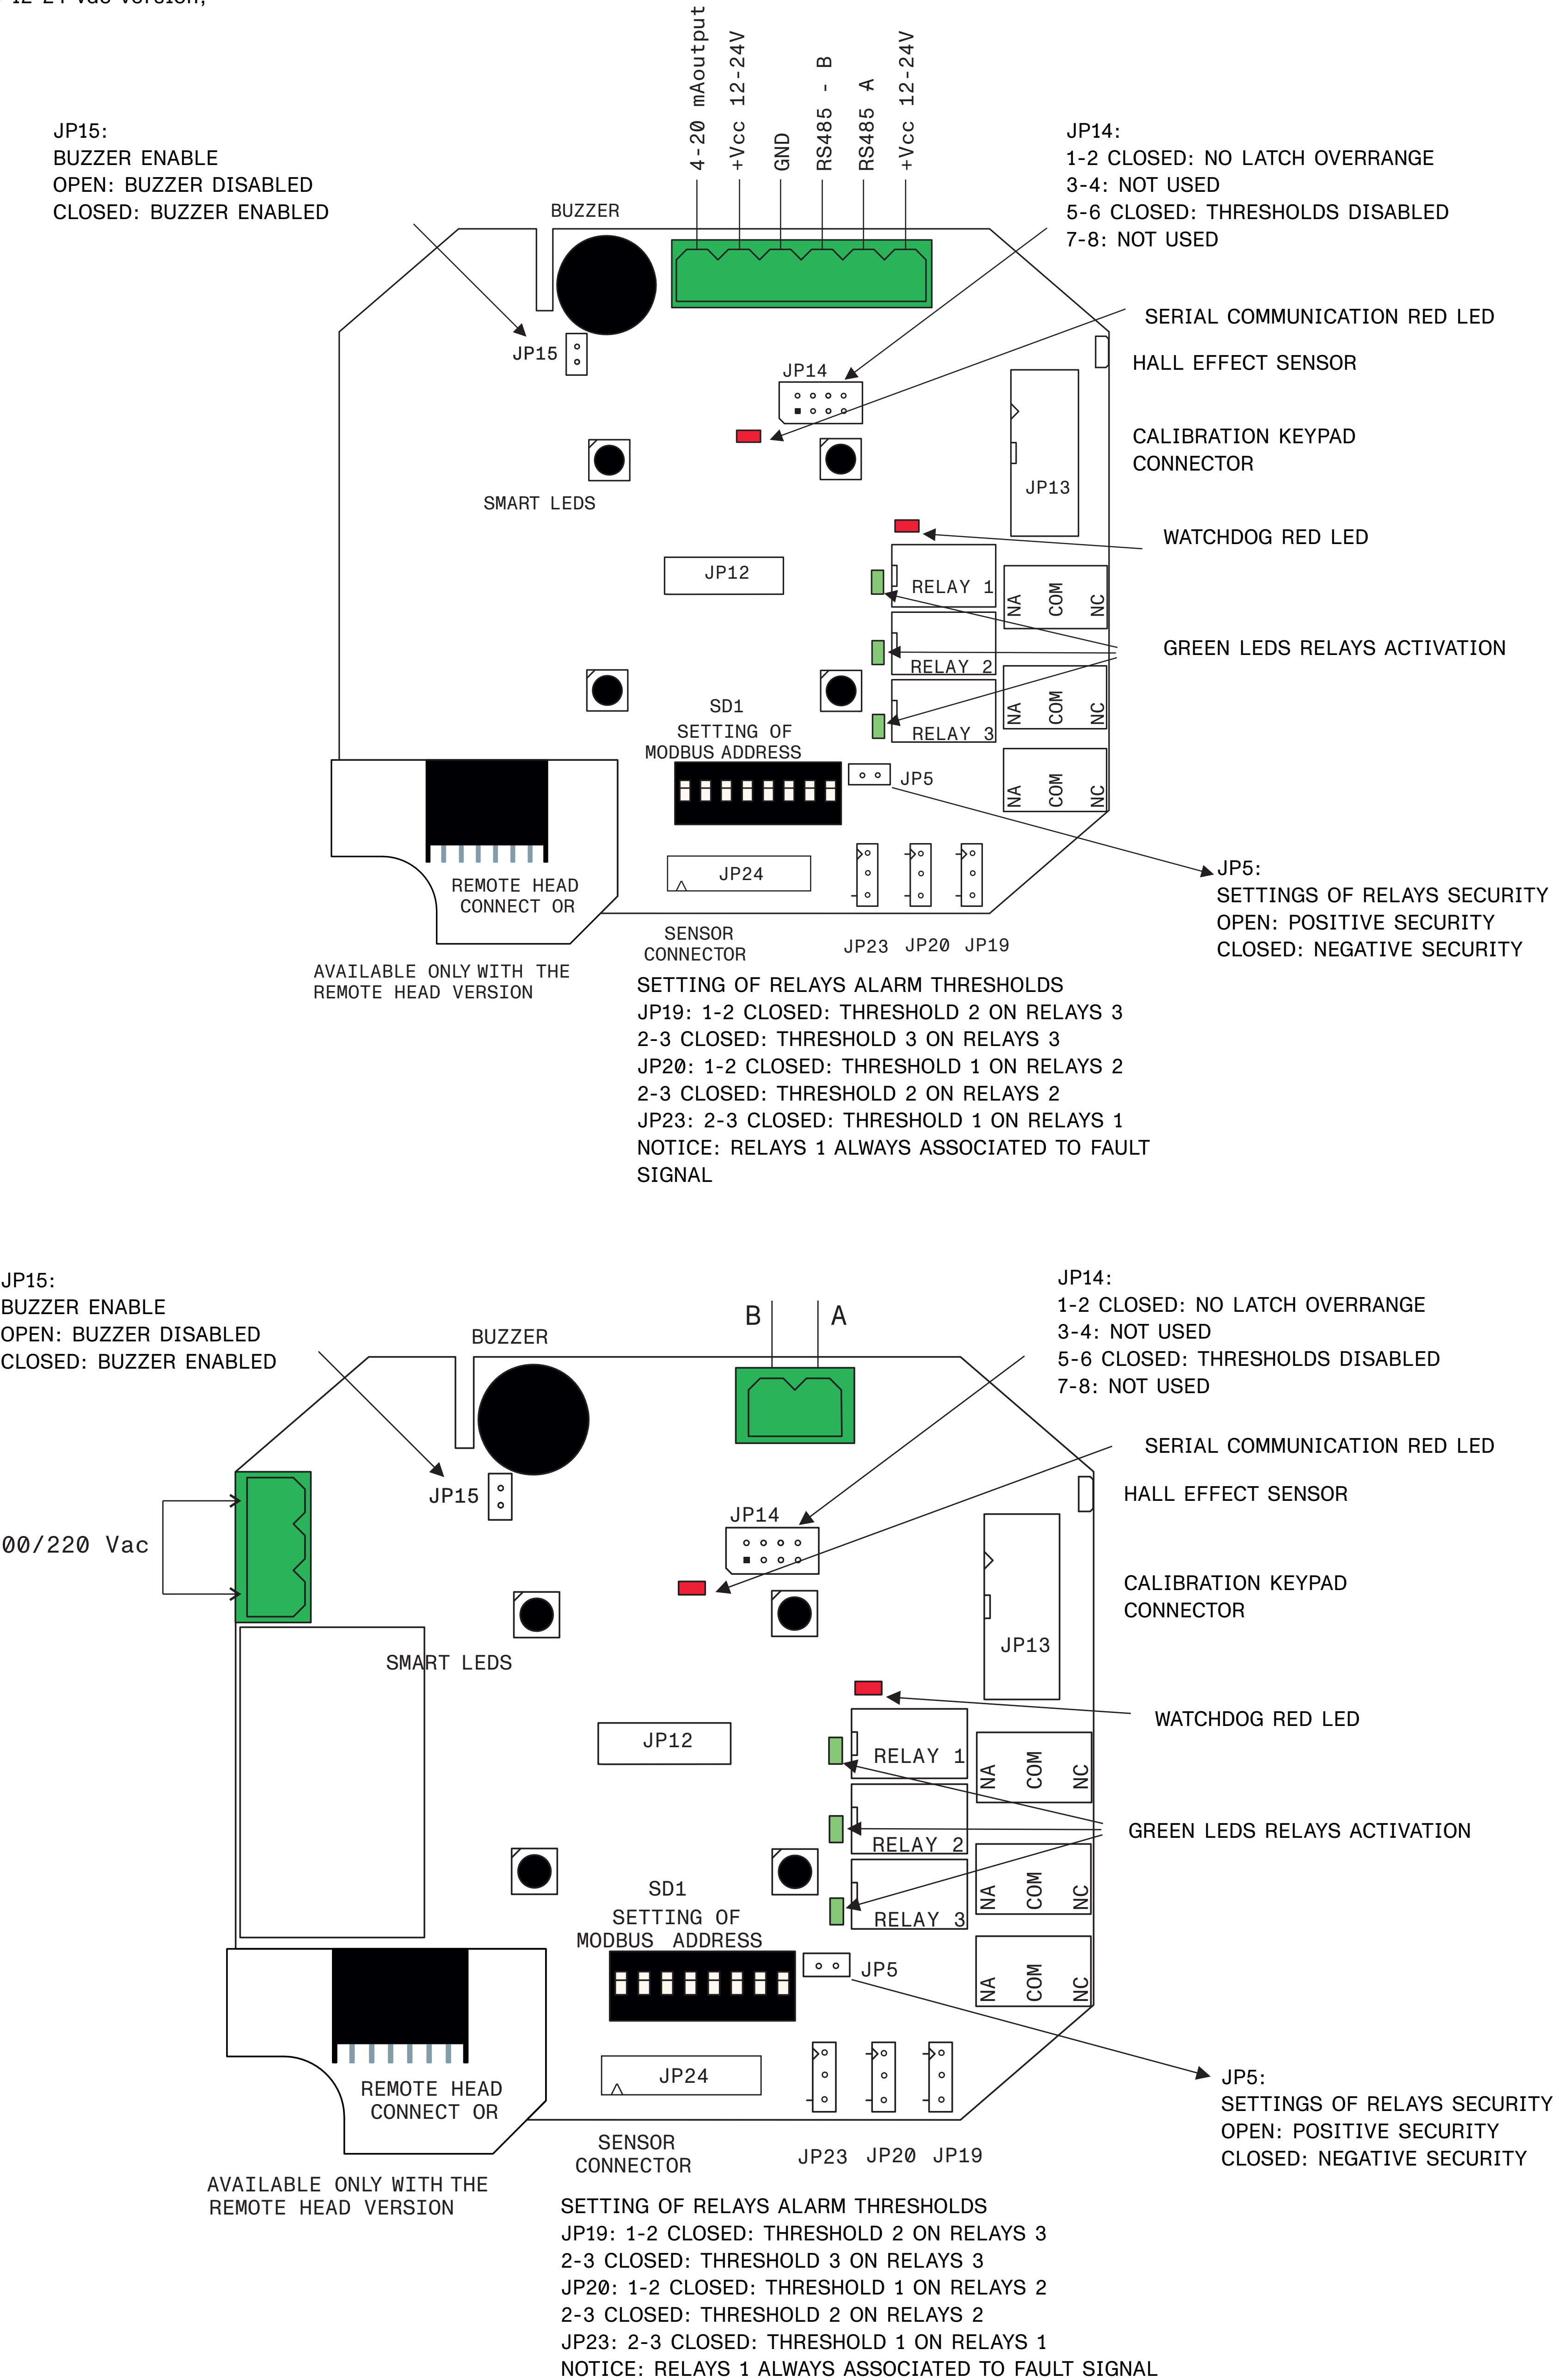 4-20 mAoutput
+Vcc 12-24V
GND
RS485 - B
RS485 A
+Vcc 12-24V
JP15:
BUZZER ENABLE
OPEN: BUZZER DISABLED
CLOSED: BUZZER ENABLED
JP14:
1-2 CLOSED: NO LATCH OVERRANGE
3-4: NOT USED
5-6 CLOSED: THRESHOLDS DISABLED
7-8: NOT USED
BUZZER
SERIAL COMMUNICATION RED LED
JP15
HALL EFFECT SENSOR
JP14
CALIBRATION KEYPAD
CONNECTOR
JP13
SMART LEDS
WATCHDOG RED LED
JP12
RELAY 1
NA COM NC
GREEN LEDS RELAYS ACTIVATION
RELAY 2
NA COM NC
SD1
SETTING OF
MODBUS ADDRESS
RELAY 3
JP5
NA COM NC
JP24
REMOTE HEAD
CONNECT OR
JP5:
SETTINGS OF RELAYS SECURITY
OPEN: POSITIVE SECURITY
CLOSED: NEGATIVE SECURITY
SENSOR
CONNECTOR
JP23 JP20 JP19
AVAILABLE ONLY WITH THE
REMOTE HEAD VERSION
SETTING OF RELAYS ALARM THRESHOLDS
JP19: 1-2 CLOSED: THRESHOLD 2 ON RELAYS 3
2-3 CLOSED: THRESHOLD 3 ON RELAYS 3
JP20: 1-2 CLOSED: THRESHOLD 1 ON RELAYS 2
2-3 CLOSED: THRESHOLD 2 ON RELAYS 2
JP23: 2-3 CLOSED: THRESHOLD 1 ON RELAYS 1
NOTICE: RELAYS 1 ALWAYS ASSOCIATED TO FAULT
SIGNAL
JP15:
BUZZER ENABLE
OPEN: BUZZER DISABLED
CLOSED: BUZZER ENABLED
JP14:
1-2 CLOSED: NO LATCH OVERRANGE
3-4: NOT USED
5-6 CLOSED: THRESHOLDS DISABLED
7-8: NOT USED
B A
BUZZER
SERIAL COMMUNICATION RED LED
JP15
HALL EFFECT SENSOR
JP14
00/220 Vac
CALIBRATION KEYPAD
CONNECTOR
JP13
SMART LEDS
WATCHDOG RED LED
JP12
RELAY 1
NA COM NC
GREEN LEDS RELAYS ACTIVATION
RELAY 2
NA COM NC
SD1
SETTING OF
MODBUS ADDRESS
RELAY 3
JP5
NA COM NC
JP24
REMOTE HEAD
CONNECT OR
JP5:
SETTINGS OF RELAYS SECURITY
OPEN: POSITIVE SECURITY
CLOSED: NEGATIVE SECURITY
SENSOR
CONNECTOR
JP23 JP20 JP19
AVAILABLE ONLY WITH THE
REMOTE HEAD VERSION
SETTING OF RELAYS ALARM THRESHOLDS
JP19: 1-2 CLOSED: THRESHOLD 2 ON RELAYS 3
2-3 CLOSED: THRESHOLD 3 ON RELAYS 3
JP20: 1-2 CLOSED: THRESHOLD 1 ON RELAYS 2
2-3 CLOSED: THRESHOLD 2 ON RELAYS 2
JP23: 2-3 CLOSED: THRESHOLD 1 ON RELAYS 1
NOTICE: RELAYS 1 ALWAYS ASSOCIATED TO FAULT SIGNAL